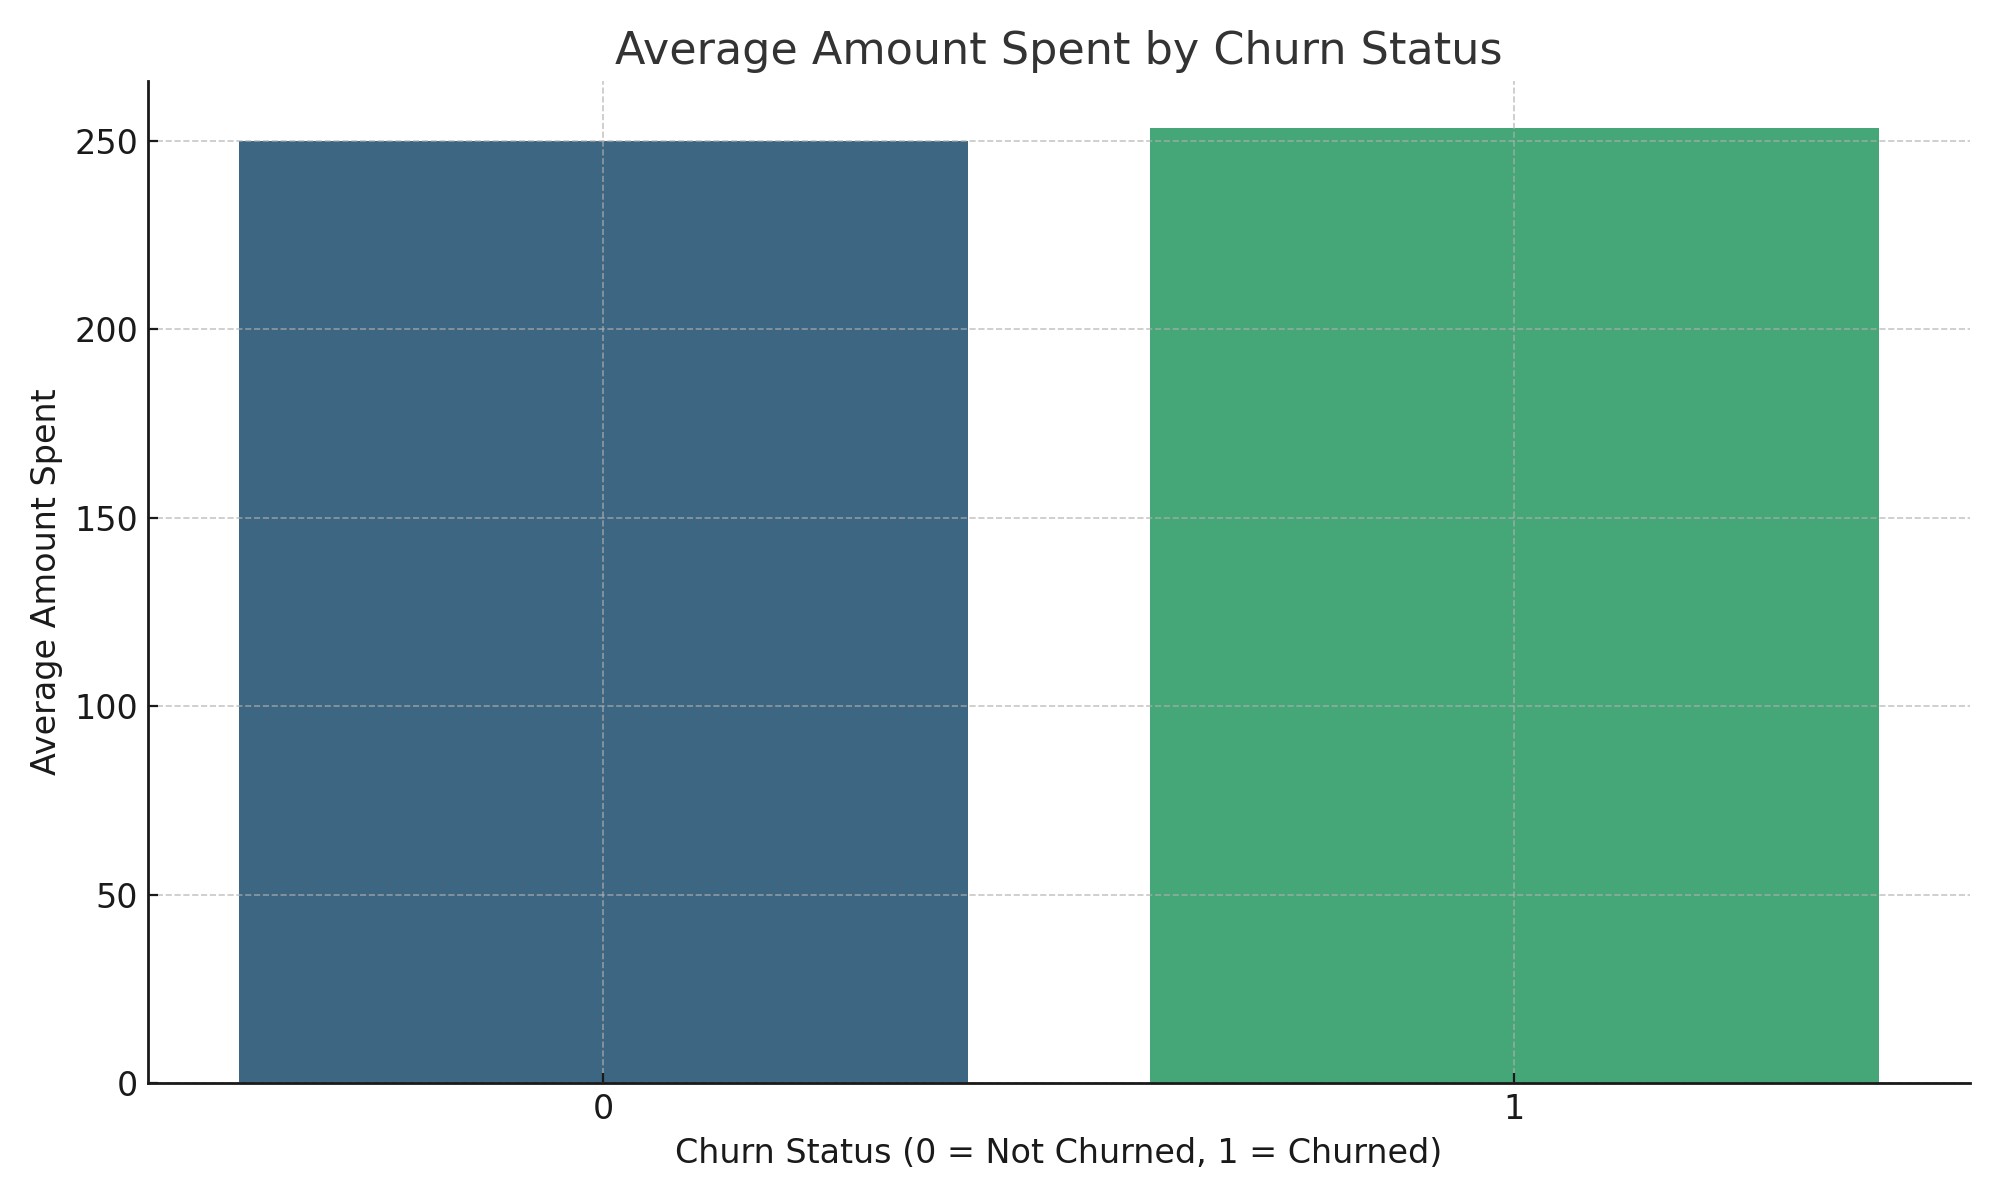 Average Amount Spent by Churn Status
250
200
150
100
50
0
Average Amount Spent
0
1
Churn Status (0 = Not Churned, 1 = Churned)